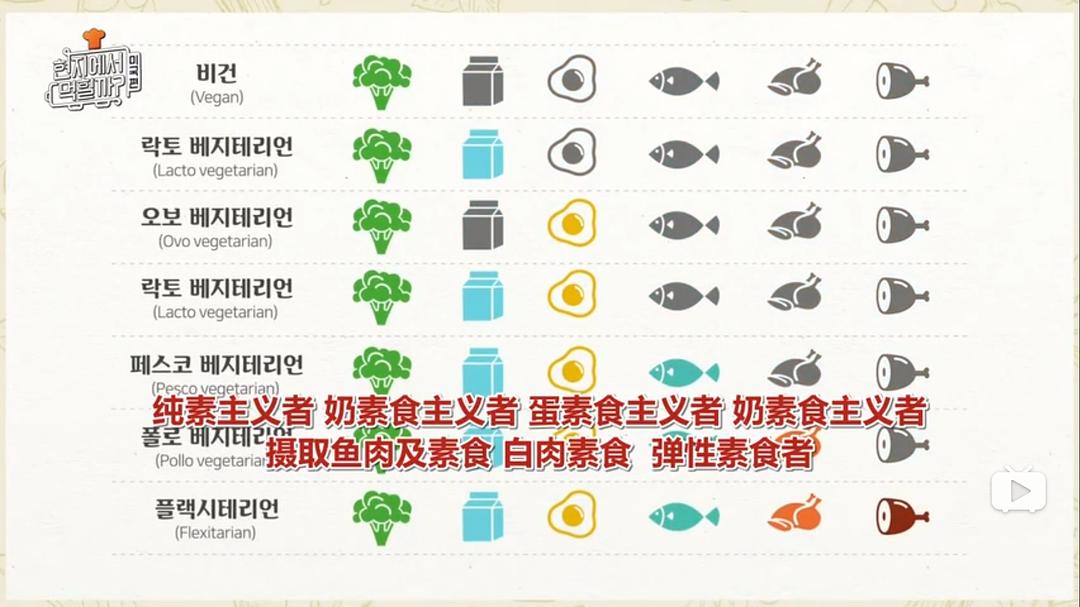 현지에서
먹힐까?
미국편
비건
(Vegan)
락토 베지테리언
(Lacto vegetarian)
오보 베지테리언
(Ovo vegetarian)
락토 베지테리언
(Lacto vegetarian)
페스코 베지테리언
(Pesco vegetarian)
纯素主义者 奶素食主义者 蛋素食主义者 奶素食主义者
폴로 베지테리언
(Pollo vegetarian)
摄取鱼肉及素食 白肉素食 弹性素食者
플랙시테리언
(Flexitarian)